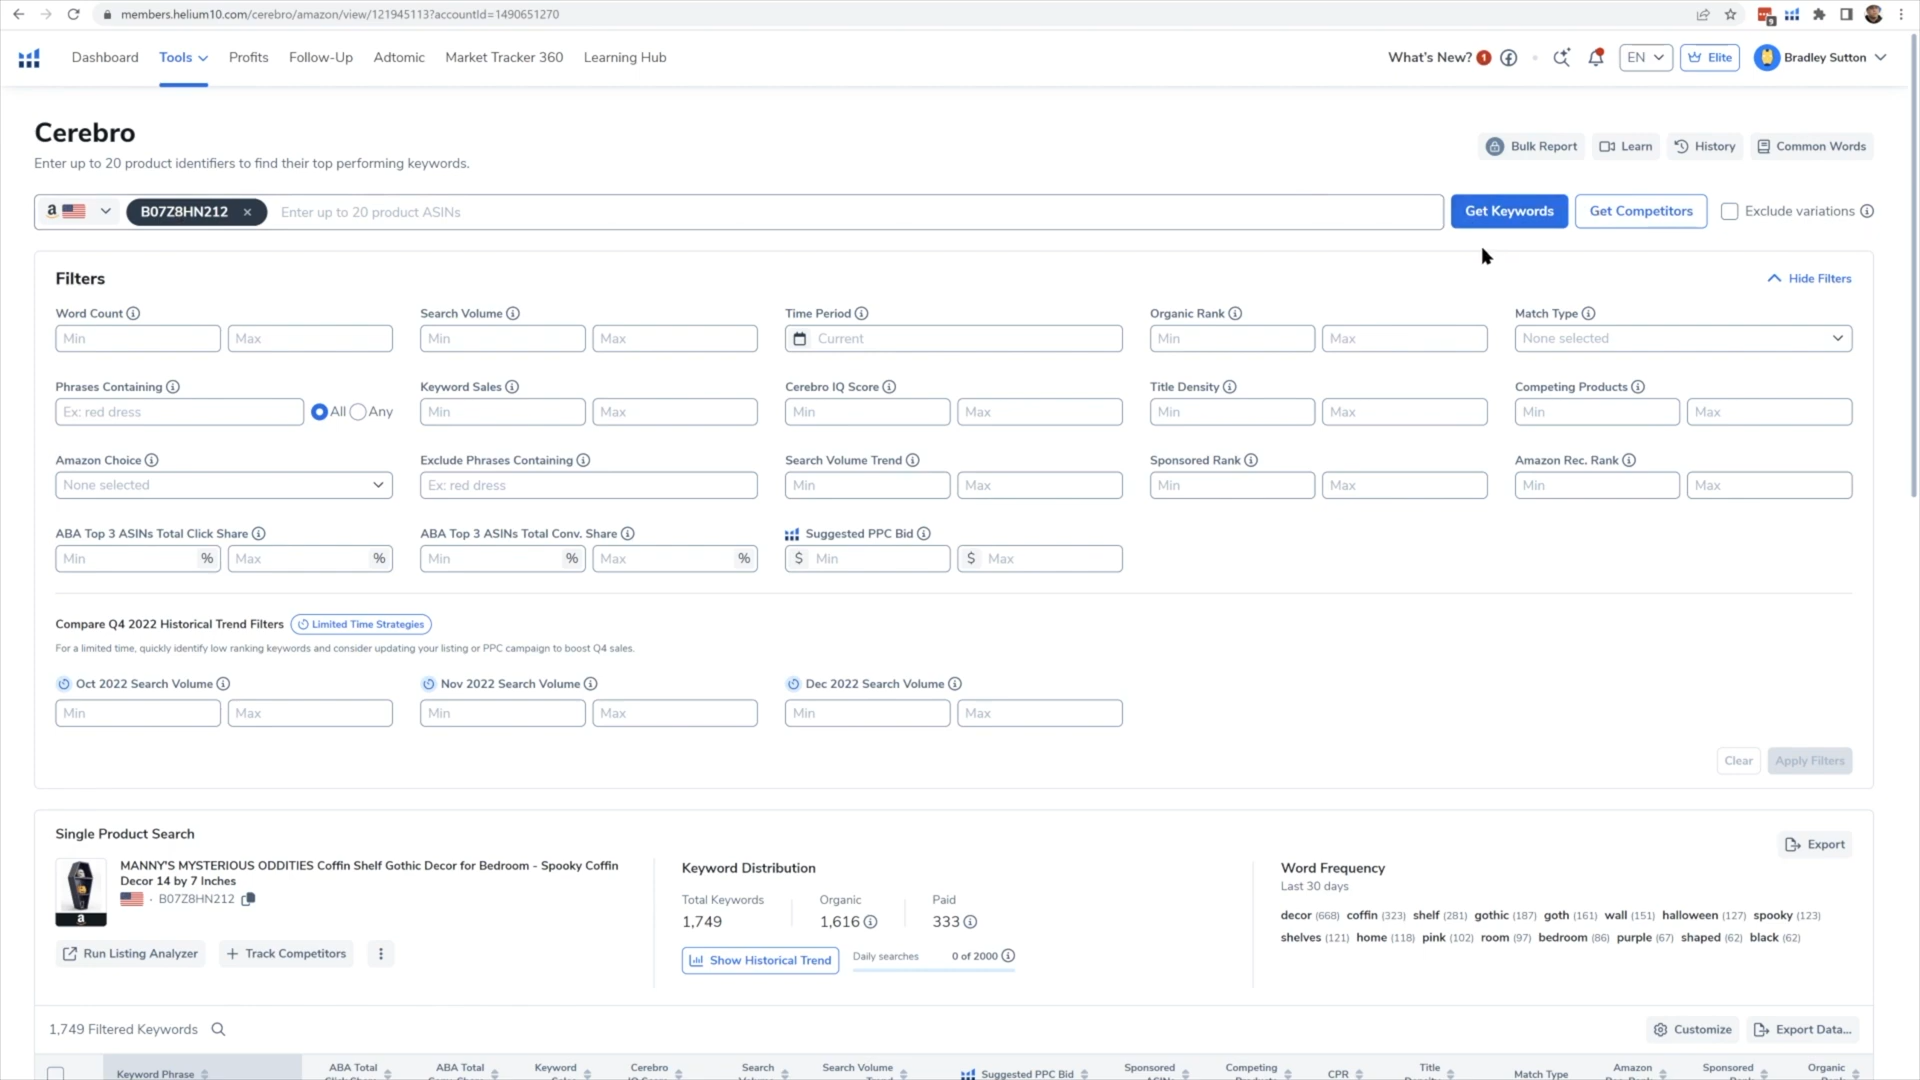 members.helium10.com/cerebro/amazon/view/121945113?accountId=1490651270
Dashboard Tools Profits Follow-Up Adtomic Market Tracker 360 Learning Hub What's New? 1 EN Elite Bradley Sutton
Cerebro
Enter up to 20 product identifiers to find their top performing keywords.
Bulk Report Learn History Common Words
a B07Z8HN212 × Enter up to 20 product ASINs Get Keywords Get Competitors Exclude variations
Filters Hide Filters
Word Count Search Volume Time Period Organic Rank Match Type
Min Max Min Max Current Min Max None selected
Phrases Containing Keyword Sales Cerebro IQ Score Title Density Competing Products
Ex: red dress All Any Min Max Min Max Min Max Min Max
Amazon Choice Exclude Phrases Containing Search Volume Trend Sponsored Rank Amazon Rec. Rank
None selected Ex: red dress Min Max Min Max Min Max
ABA Top 3 ASINs Total Click Share ABA Top 3 ASINs Total Conv. Share Suggested PPC Bid
Min % Max % Min % Max % $ Min $ Max
Compare Q4 2022 Historical Trend Filters Limited Time Strategies
For a limited time, quickly identify low ranking keywords and consider updating your listing or PPC campaign to boost Q4 sales.
Oct 2022 Search Volume Nov 2022 Search Volume Dec 2022 Search Volume
Min Max Min Max Min Max
Clear Apply Filters
Single Product Search
Export
MANNY'S MYSTERIOUS ODDITIES Coffin Shelf Gothic Decor for Bedroom - Spooky Coffin
Decor 14 by 7 Inches
· B07Z8HN212
a
Run Listing Analyzer + Track Competitors
Keyword Distribution
Total Keywords Organic Paid
1,749 1,616 333
Show Historical Trend Daily searches 0 of 2000
Word Frequency
Last 30 days
decor (668) coffin (323) shelf (281) gothic (187) goth (161) wall (151) halloween (127) spooky (123)
shelves (121) home (118) pink (102) room (97) bedroom (86) purple (67) shaped (62) black (62)
1,749 Filtered Keywords Customize Export Data...
Keyword Phrase ABA Total ABA Total Keyword Cerebro Search Search Volume Suggested PPC Bid Sponsored Competing CPR Title Match Type Amazon Sponsored Organic